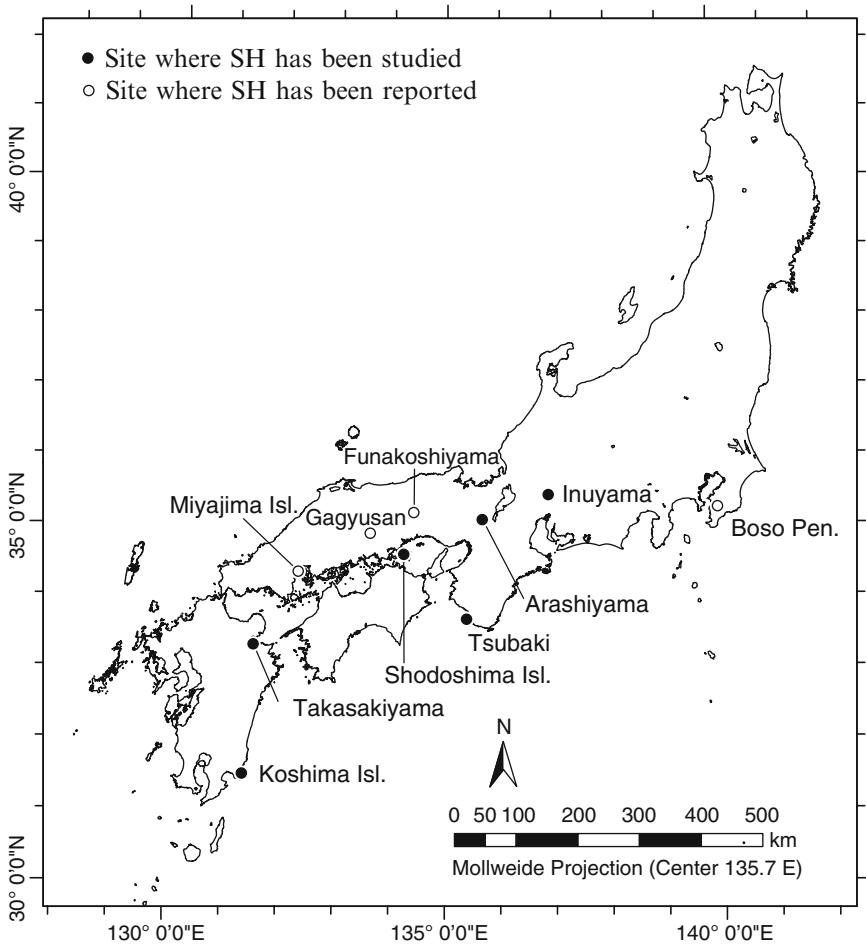 ● Site where SH has been studied
○ Site where SH has been reported
40° 0'0"N
35° 0'0"N
30° 0'0"N
Funakoshiyama
Miyajima Isl.
Gagyusan
Inuyama
Boso Pen.
Arashiyama
Tsubaki
Shodoshima Isl.
Takasakiyama
Koshima Isl.
N
0 50 100 200 300 400 500
km
Mollweide Projection (Center 135.7 E)
130° 0'0"E 135° 0'0"E 140° 0'0"E